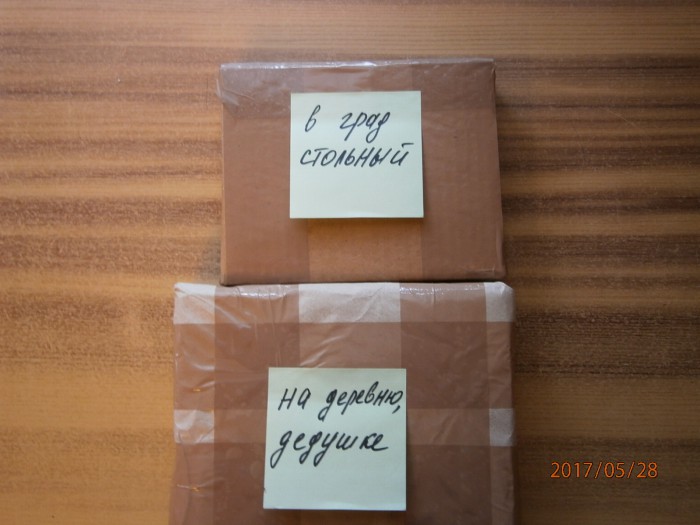 в град
стольный
на деревню,
дедушке
2017/05/28